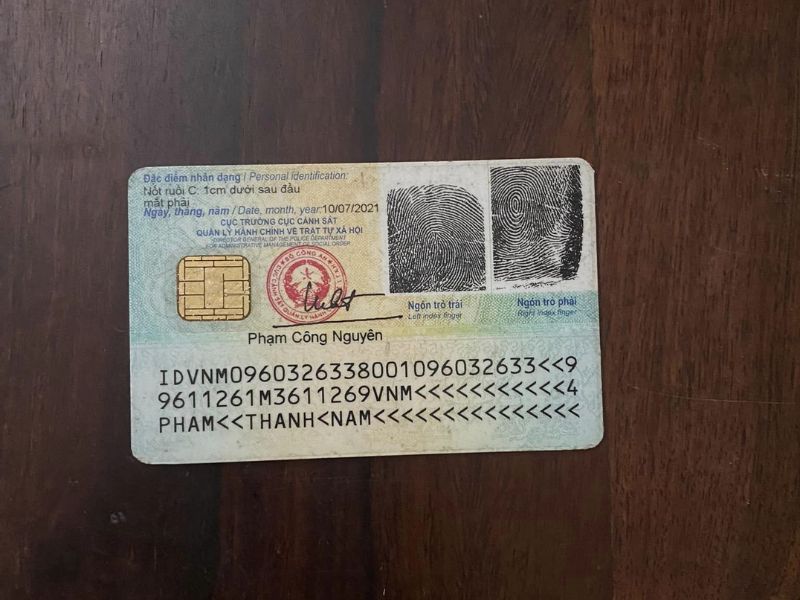 Đặc điểm nhân dạng / Personal identification:
Nốt ruồi C. 1cm dưới sau đầu
mắt phải
Ngày, tháng, năm / Date, month, year: 10/07/2021
CỤC TRƯỞNG CỤC CẢNH SÁT
QUẢN LÝ HÀNH CHÍNH VỀ TRẬT TỰ XÃ HỘI
DIRECTOR GENERAL OF THE POLICE DEPARTMENT
FOR ADMINISTRATIVE MANAGEMENT OF SOCIAL ORDER
BỘ CÔNG AN
Phạm Công Nguyên
Ngón trỏ trái
Left index finger
Ngón trỏ phải
Right index finger
IDVNM0960326338001096032633<<9
9611261M3611269VNM<<<<<<<<<<<4
PHAM<<THANH<NAM<<<<<<<<<<<<<<<